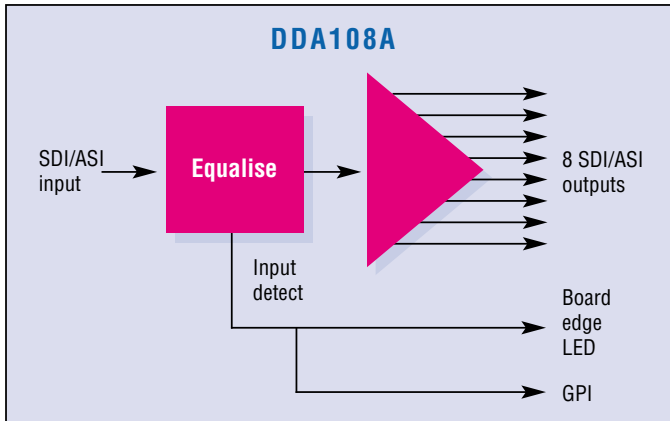 DDA108A
SDI/ASI
input
Equalise
8 SDI/ASI
outputs
Input
detect
Board
edge
LED
GPI